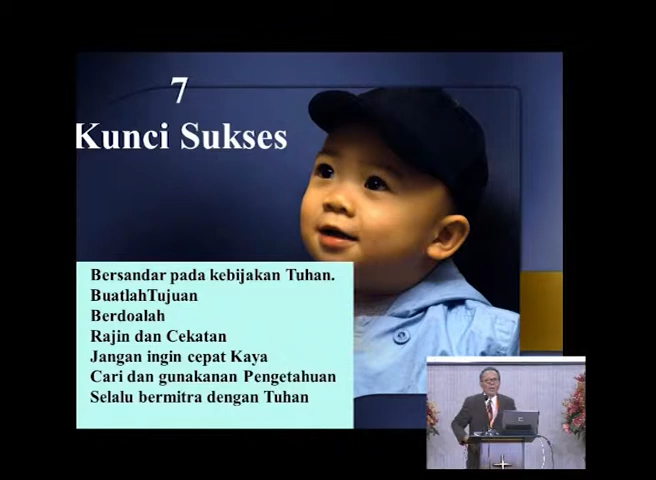 7
Kunci Sukses
Bersandar pada kebijakan Tuhan.
BuatlahTujuan
Berdoalah
Rajin dan Cekatan
Jangan ingin cepat Kaya
Cari dan gunakanan Pengetahuan
Selalu bermitra dengan Tuhan